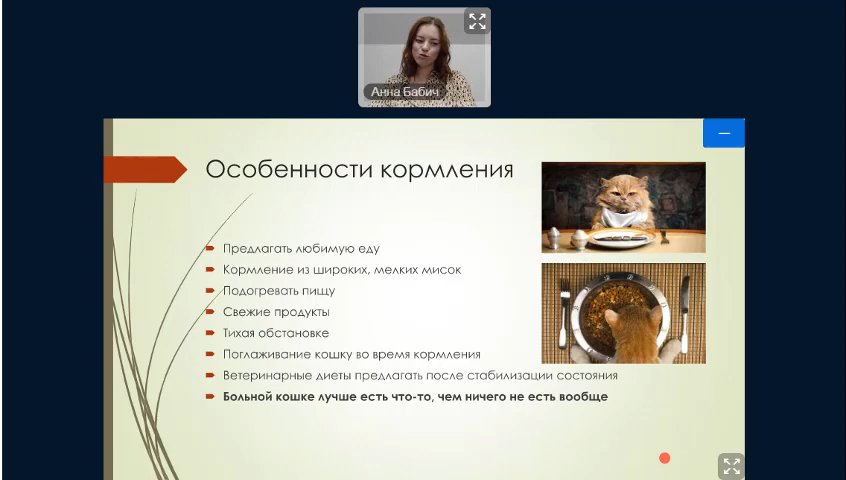 Анна Бабич
Особенности кормления
Предлагать любимую еду
Кормление из широких, мелких мисок
Подогревать пищу
Свежие продукты
Тихая обстановке
Поглаживание кошку во время кормления
Ветеринарные диеты предлагать после стабилизации состояния
Больной кошке лучше есть что-то, чем ничего не есть вообще